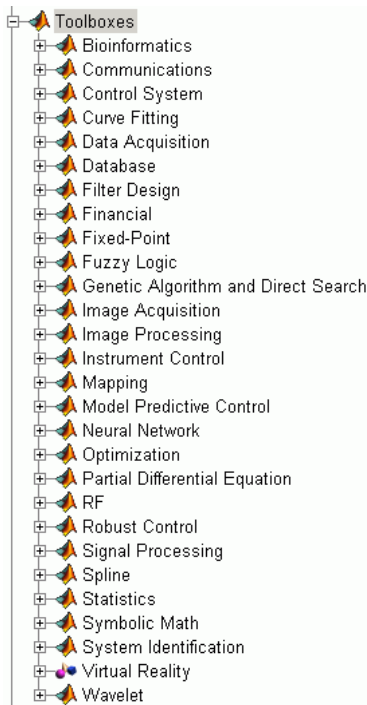 Toolboxes
Bioinformatics
Communications
Control System
Curve Fitting
Data Acquisition
Database
Filter Design
Financial
Fixed-Point
Fuzzy Logic
Genetic Algorithm and Direct Search
Image Acquisition
Image Processing
Instrument Control
Mapping
Model Predictive Control
Neural Network
Optimization
Partial Differential Equation
RF
Robust Control
Signal Processing
Spline
Statistics
Symbolic Math
System Identification
Virtual Reality
Wavelet